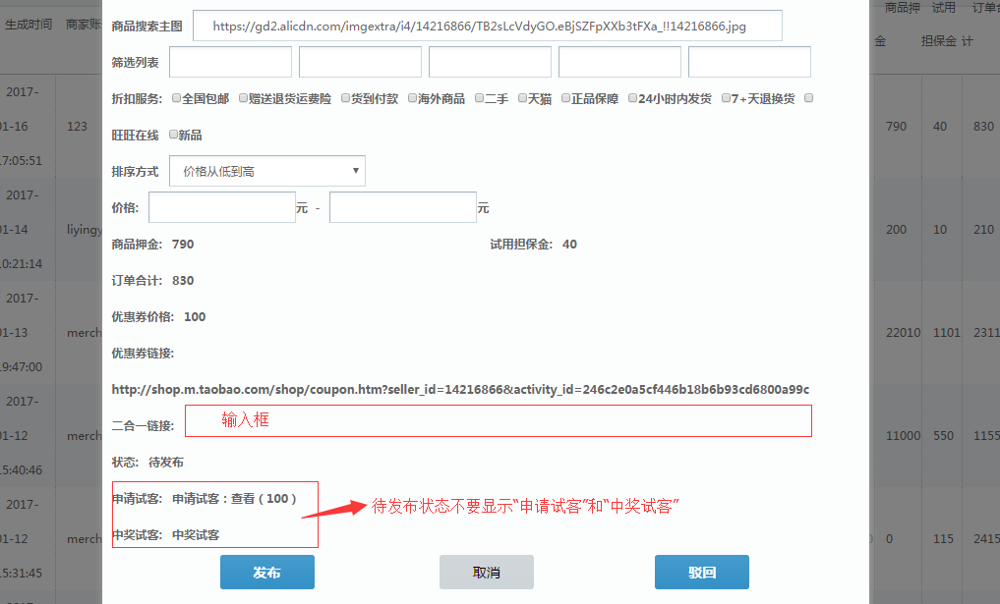 生成时间 商家账
商品押金 试用担保金 订单合计
2017-01-16 17:05:51 123 790 40 830
2017-01-14 10:21:14 liyingy 200 10 210
2017-01-13 19:47:00 merch 22010 1101 2311
2017-01-12 15:40:46 merch 11000 550 1155
2017-01-12 15:31:45 merch 0 115 2415
商品搜索主图 https://gd2.alicdn.com/imgextra/i4/14216866/TB2sLcVdyGO.eBjSZFpXXb3tFXa_!!14216866.jpg
筛选列表
折扣服务: 全国包邮 赠送退货运费险 货到付款 海外商品 二手 天猫 正品保障 24小时内发货 7+天退换货
旺旺在线 新品
排序方式 价格从低到高
价格: 元 - 元
商品押金: 790 试用担保金: 40
订单合计: 830
优惠券价格: 100
优惠券链接:
http://shop.m.taobao.com/shop/coupon.htm?seller_id=14216866&activity_id=246c2e0a5cf446b18b6b93cd6800a99c
二合一链接: 输入框
状态: 待发布
申请试客: 申请试客：查看（100）
待发布状态不要显示“申请试客”和“中奖试客”
中奖试客: 中奖试客
发布 取消 驳回